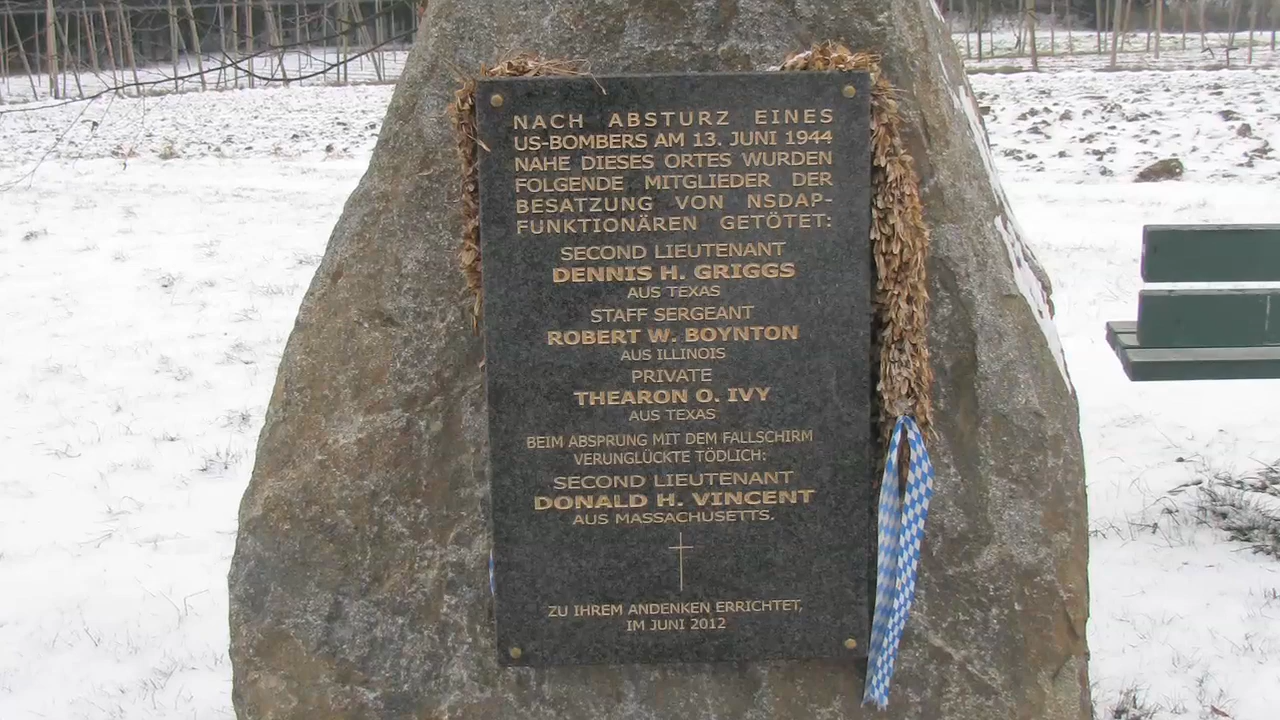 NACH ABSTURZ EINES
US-BOMBERS AM 13. JUNI 1944
NAHE DIESES ORTES WURDEN
FOLGENDE MITGLIEDER DER
BESATZUNG VON NSDAP-
FUNKTIONÄREN GETÖTET:
SECOND LIEUTENANT
DENNIS H. GRIGGS
AUS TEXAS
STAFF SERGEANT
ROBERT W. BOYNTON
AUS ILLINOIS
PRIVATE
THEARON O. IVY
AUS TEXAS
BEIM ABSPRUNG MIT DEM FALLSCHIRM
VERUNGLÜCKTE TÖDLICH:
SECOND LIEUTENANT
DONALD H. VINCENT
AUS MASSACHUSETTS.
ZU IHREM ANDENKEN ERRICHTET,
IM JUNI 2012